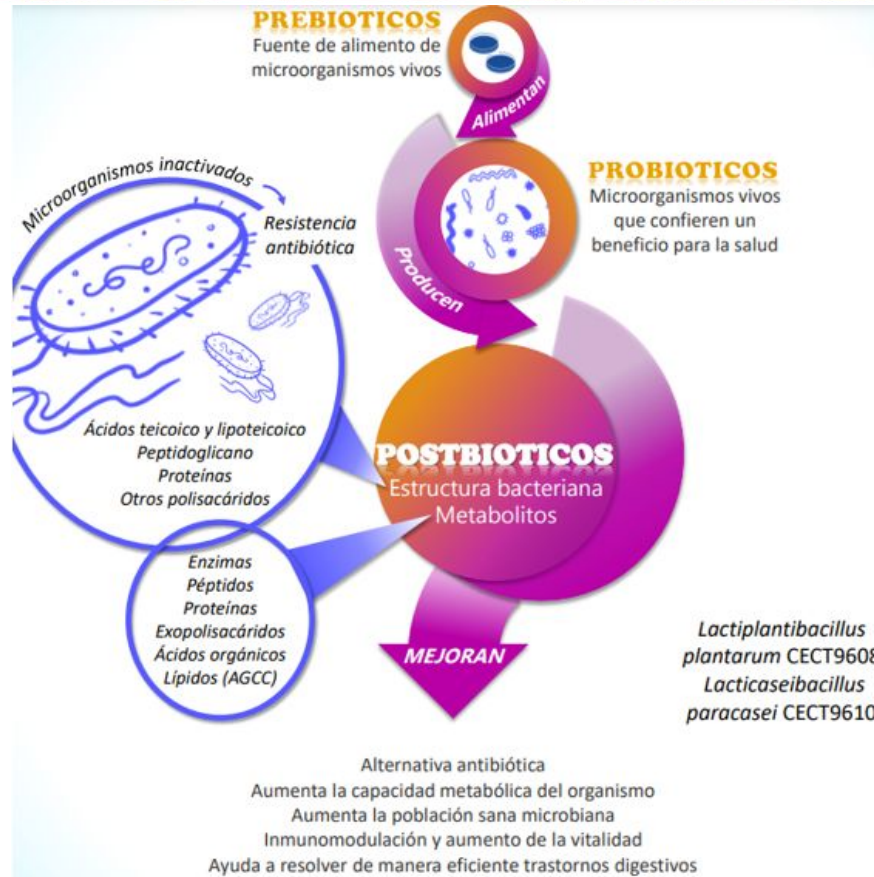 PREBIOTICOS
Fuente de alimento de
microorganismos vivos
Alimentan
PROBIOTICOS
Microorganismos vivos
que confieren un
beneficio para la salud
Producen
Microorganismos inactivados
Resistencia
antibiótica
Ácidos teicoico y lipoteicoico
Peptidoglicano
Proteínas
Otros polisacáridos
POSTBIOTICOS
Estructura bacteriana
Metabolitos
Enzimas
Péptidos
Proteínas
Exopolisacáridos
Ácidos orgánicos
Lípidos (AGCC)
MEJORAN
Lactiplantibacillus
plantarum CECT9608
Lacticaseibacillus
paracasei CECT9610
Alternativa antibiótica
Aumenta la capacidad metabólica del organismo
Aumenta la población sana microbiana
Inmunomodulación y aumento de la vitalidad
Ayuda a resolver de manera eficiente trastornos digestivos